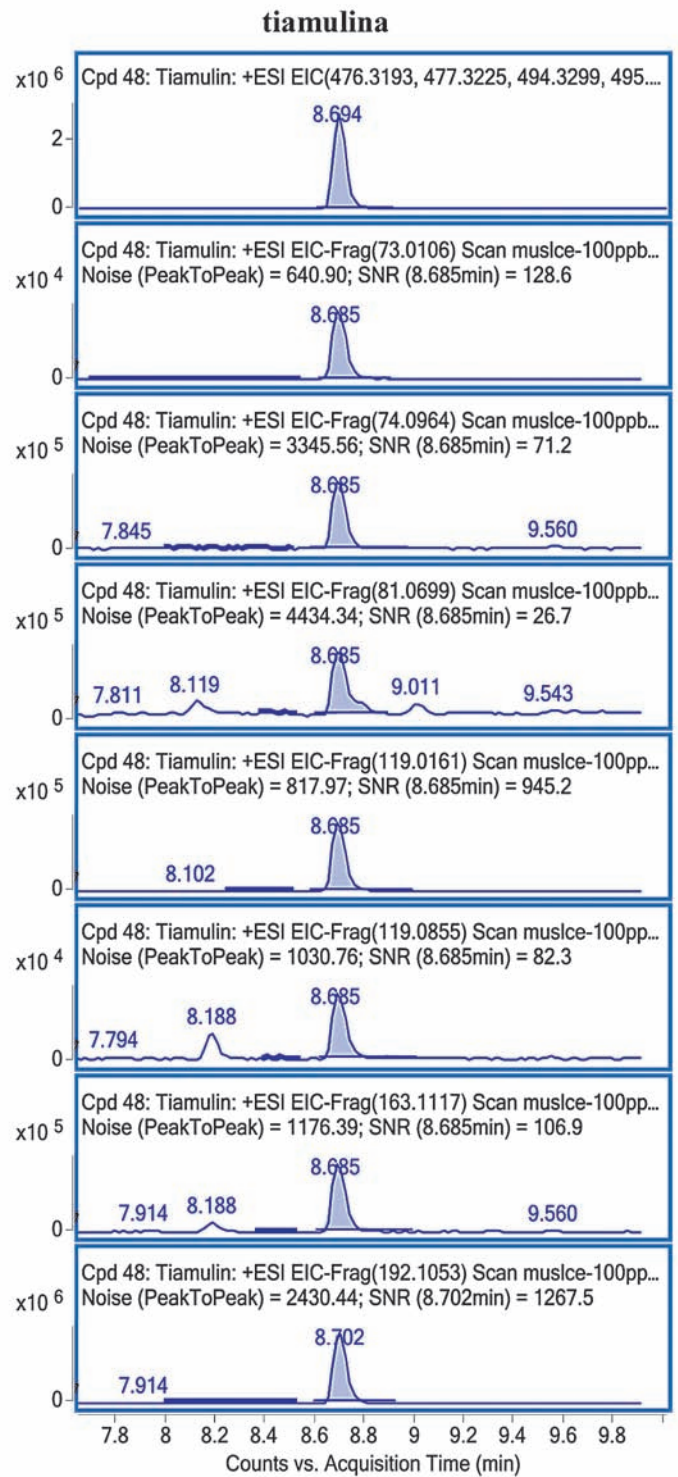 tiamulina
Cpd 48: Tiamulin: +ESI EIC(476.3193, 477.3225, 494.3299, 495....
x10 6
8.694
2
0
Cpd 48: Tiamulin: +ESI EIC-Frag(73.0106) Scan muslce-100ppb...
Noise (PeakToPeak) = 640.90; SNR (8.685min) = 128.6
x10 4
8.685
0
Cpd 48: Tiamulin: +ESI EIC-Frag(74.0964) Scan muslce-100ppb...
Noise (PeakToPeak) = 3345.56; SNR (8.685min) = 71.2
x10 5
8.685
7.845 9.560
0
Cpd 48: Tiamulin: +ESI EIC-Frag(81.0699) Scan muslce-100ppb...
Noise (PeakToPeak) = 4434.34; SNR (8.685min) = 26.7
x10 5
8.685
7.811 8.119 9.011 9.543
0
Cpd 48: Tiamulin: +ESI EIC-Frag(119.0161) Scan muslce-100pp...
Noise (PeakToPeak) = 817.97; SNR (8.685min) = 945.2
x10 5
8.685
8.102
0
Cpd 48: Tiamulin: +ESI EIC-Frag(119.0855) Scan muslce-100pp...
Noise (PeakToPeak) = 1030.76; SNR (8.685min) = 82.3
x10 4
8.685
8.188
7.794
0
Cpd 48: Tiamulin: +ESI EIC-Frag(163.1117) Scan muslce-100pp...
Noise (PeakToPeak) = 1176.39; SNR (8.685min) = 106.9
x10 5
8.685
7.914 8.188 9.560
0
Cpd 48: Tiamulin: +ESI EIC-Frag(192.1053) Scan muslce-100pp...
Noise (PeakToPeak) = 2430.44; SNR (8.702min) = 1267.5
x10 6
8.702
7.914
0
7.8 8 8.2 8.4 8.6 8.8 9 9.2 9.4 9.6 9.8
Counts vs. Acquisition Time (min)